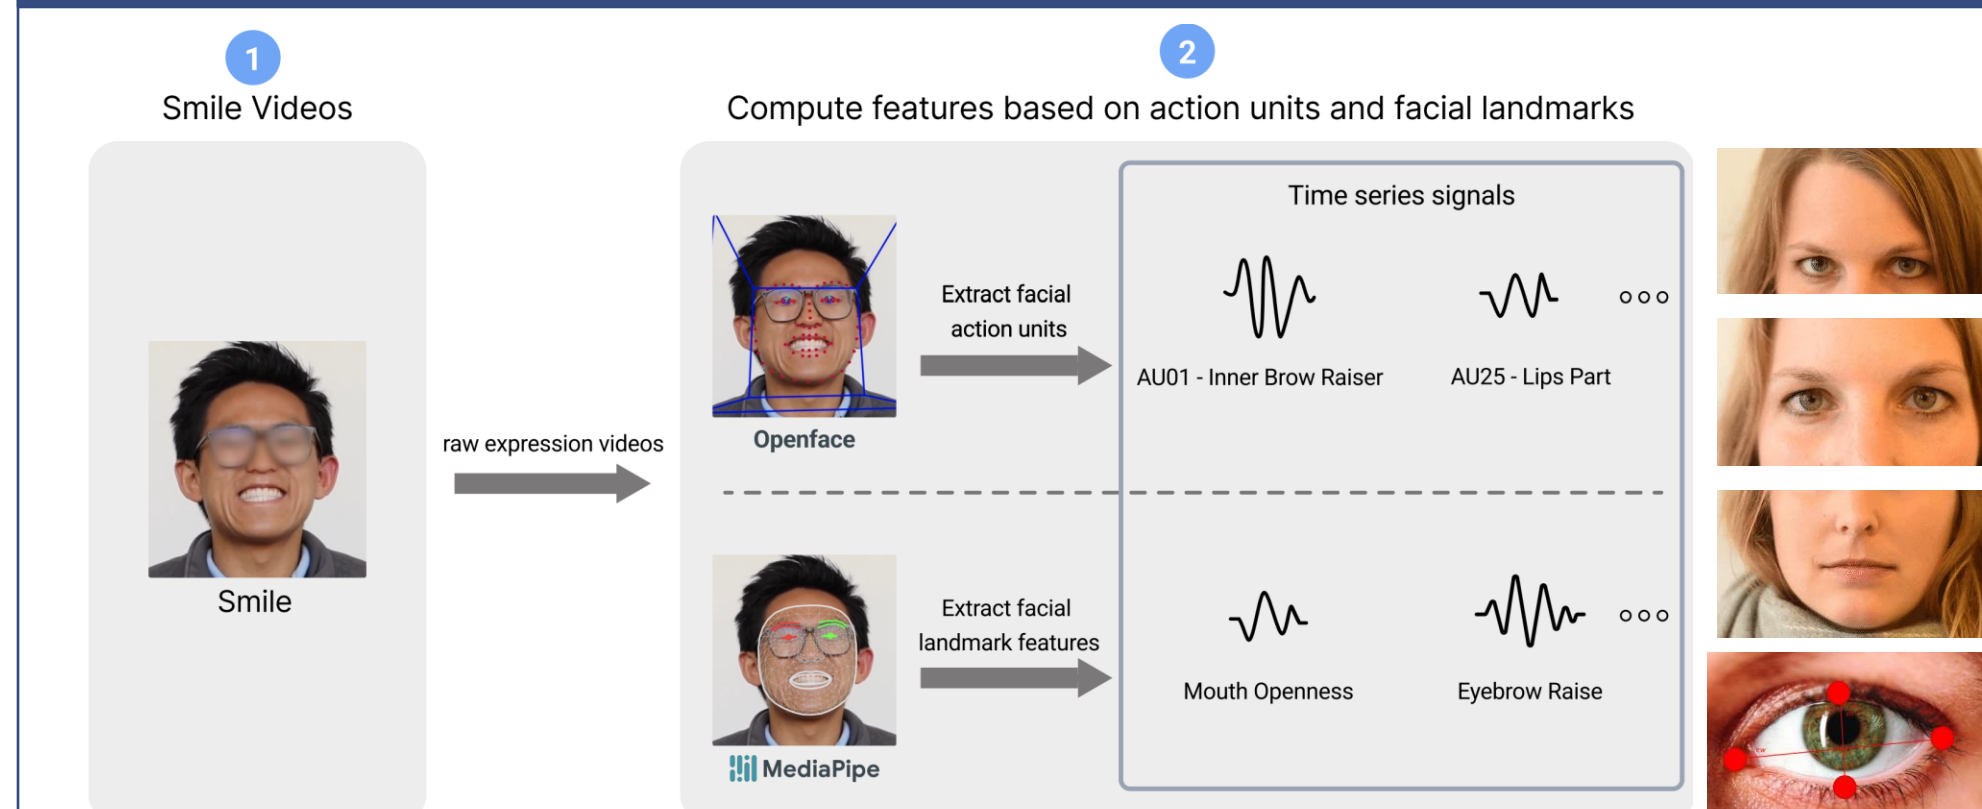 1
Smile Videos
Smile
raw expression videos
2
Compute features based on action units and facial landmarks
Openface
Extract facial
action units
MediaPipe
Extract facial
landmark features
Time series signals
AU01 - Inner Brow Raiser
AU25 - Lips Part
Mouth Openness
Eyebrow Raise